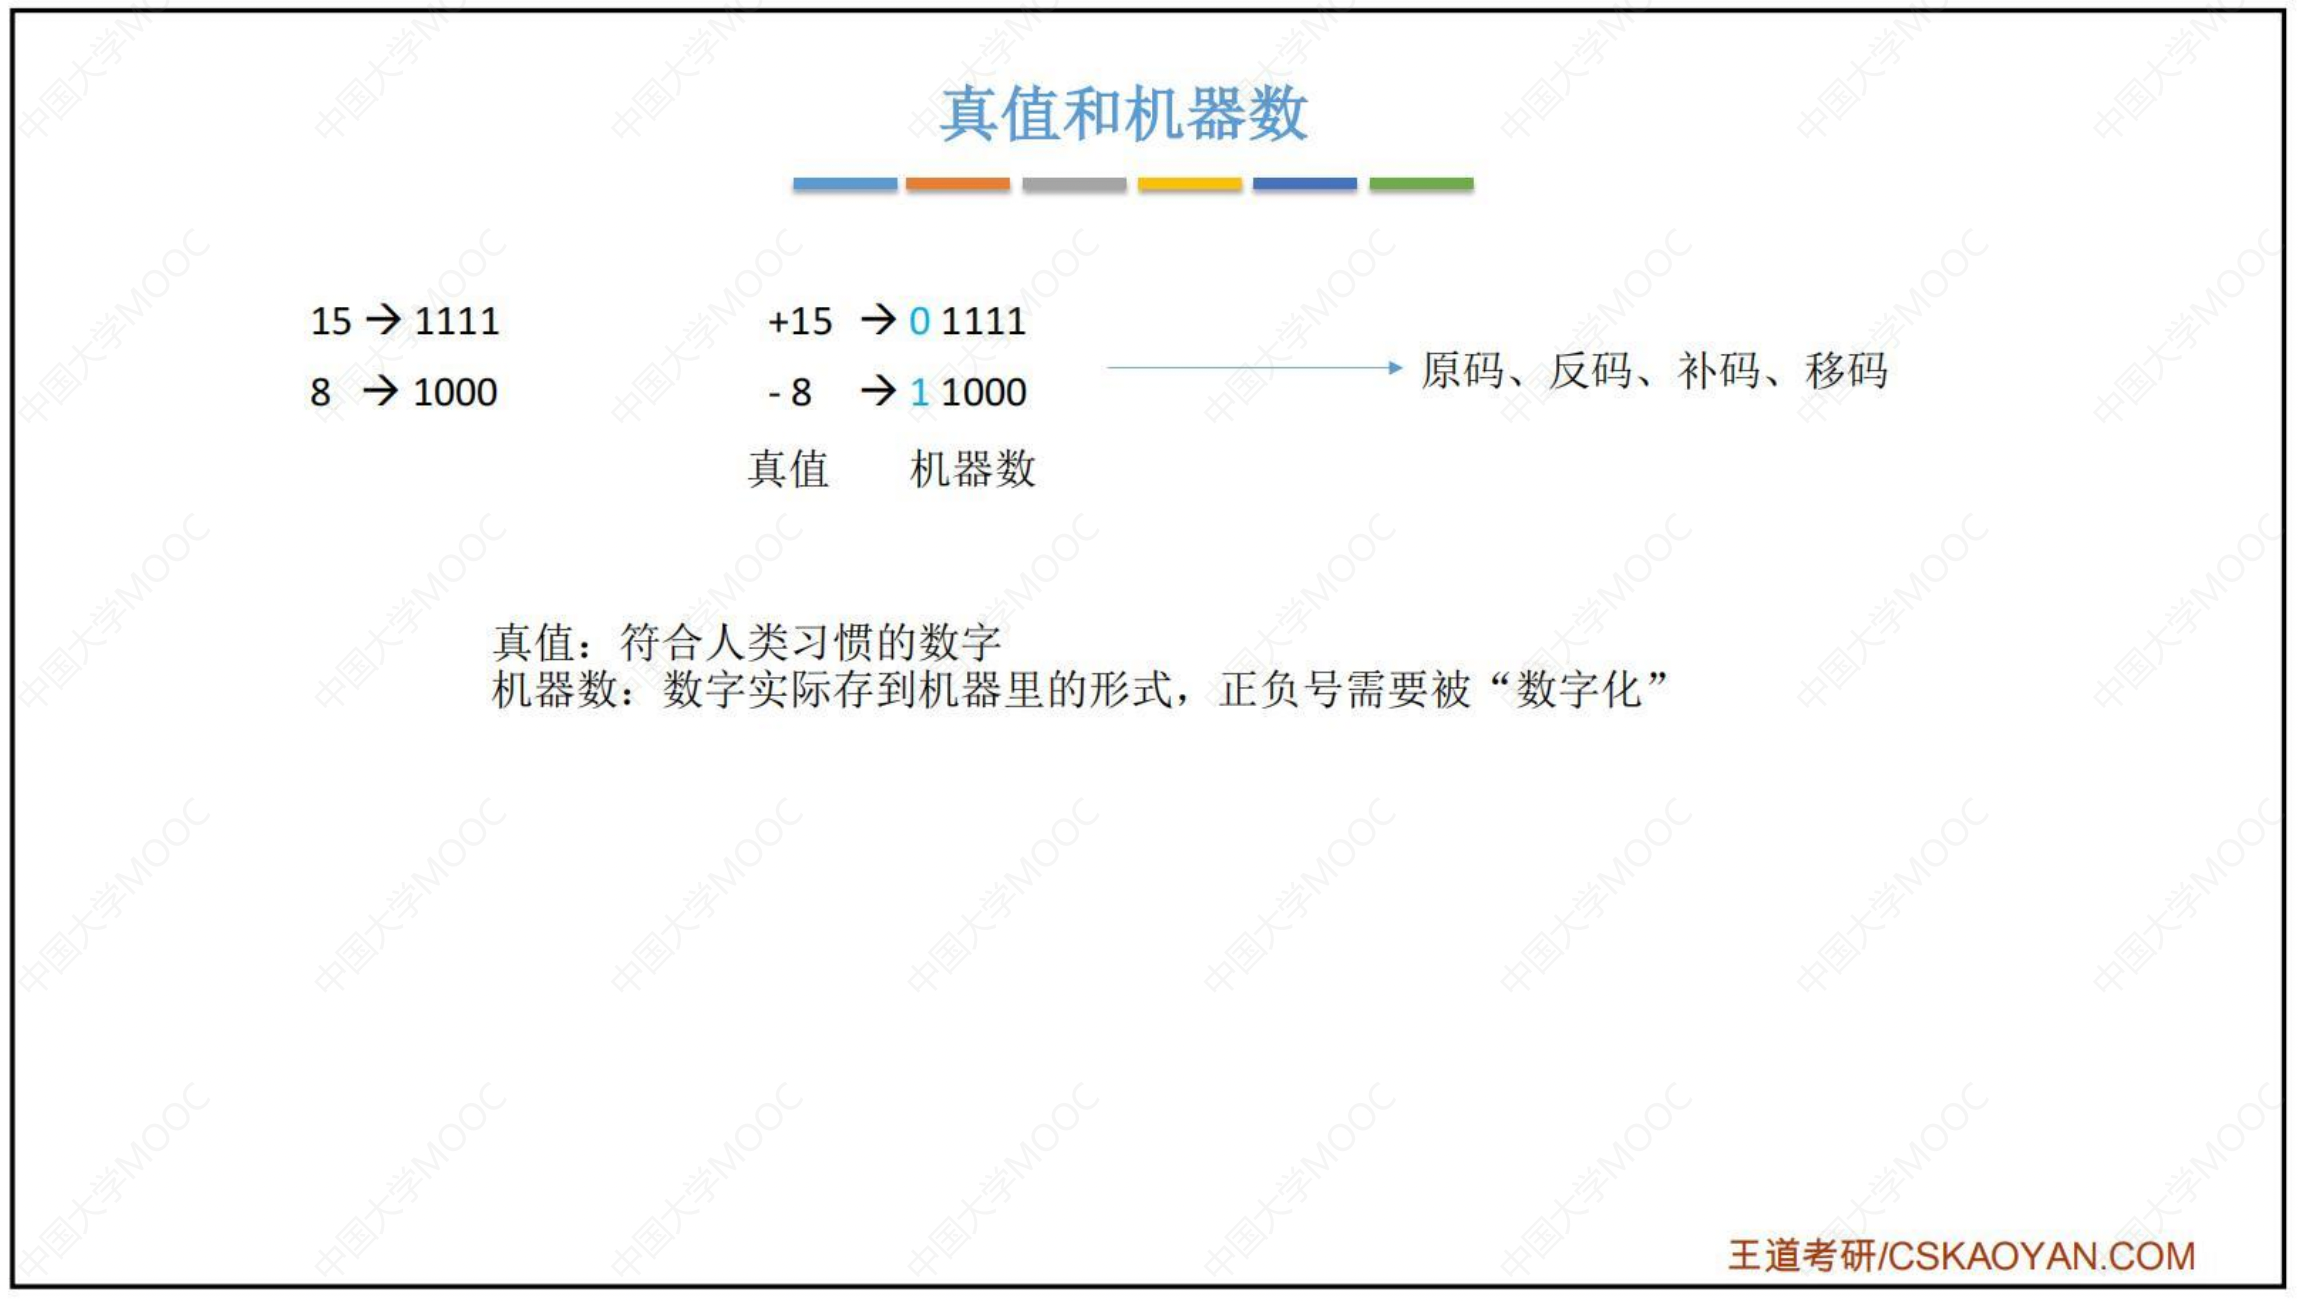 真值和机器数
15 → 1111
8 → 1000
+15 → 0 1111
- 8 → 1 1000
真值 机器数
原码、反码、补码、移码
真值：符合人类习惯的数字
机器数：数字实际存到机器里的形式，正负号需要被“数字化”
王道考研/CSKAOYAN.COM
中国大学MOOC